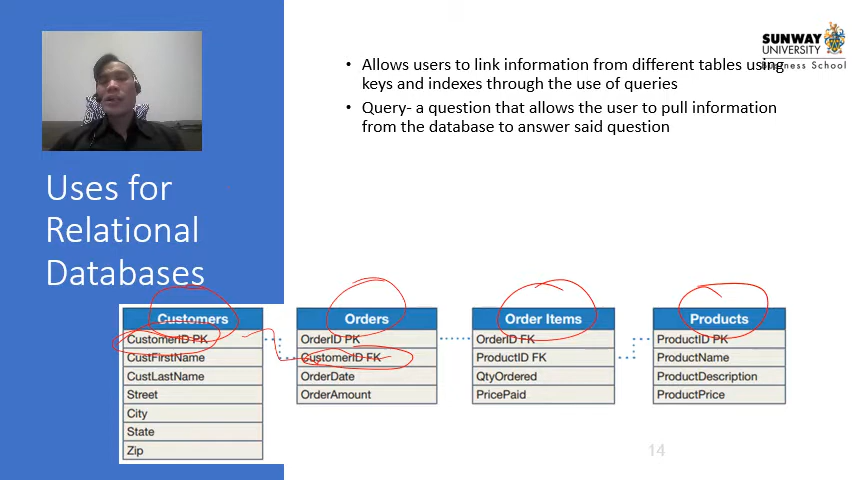 SUNWAY
UNIVERSITY
Business School
• Allows users to link information from different tables using
keys and indexes through the use of queries
• Query- a question that allows the user to pull information
from the database to answer said question
Uses for
Relational
Databases
Customers
CustomerID PK
CustFirstName
CustLastName
Street
City
State
Zip
Orders
OrderID PK
CustomerID FK
OrderDate
OrderAmount
Order Items
OrderID FK
ProductID FK
QtyOrdered
PricePaid
Products
ProductID PK
ProductName
ProductDescription
ProductPrice
14